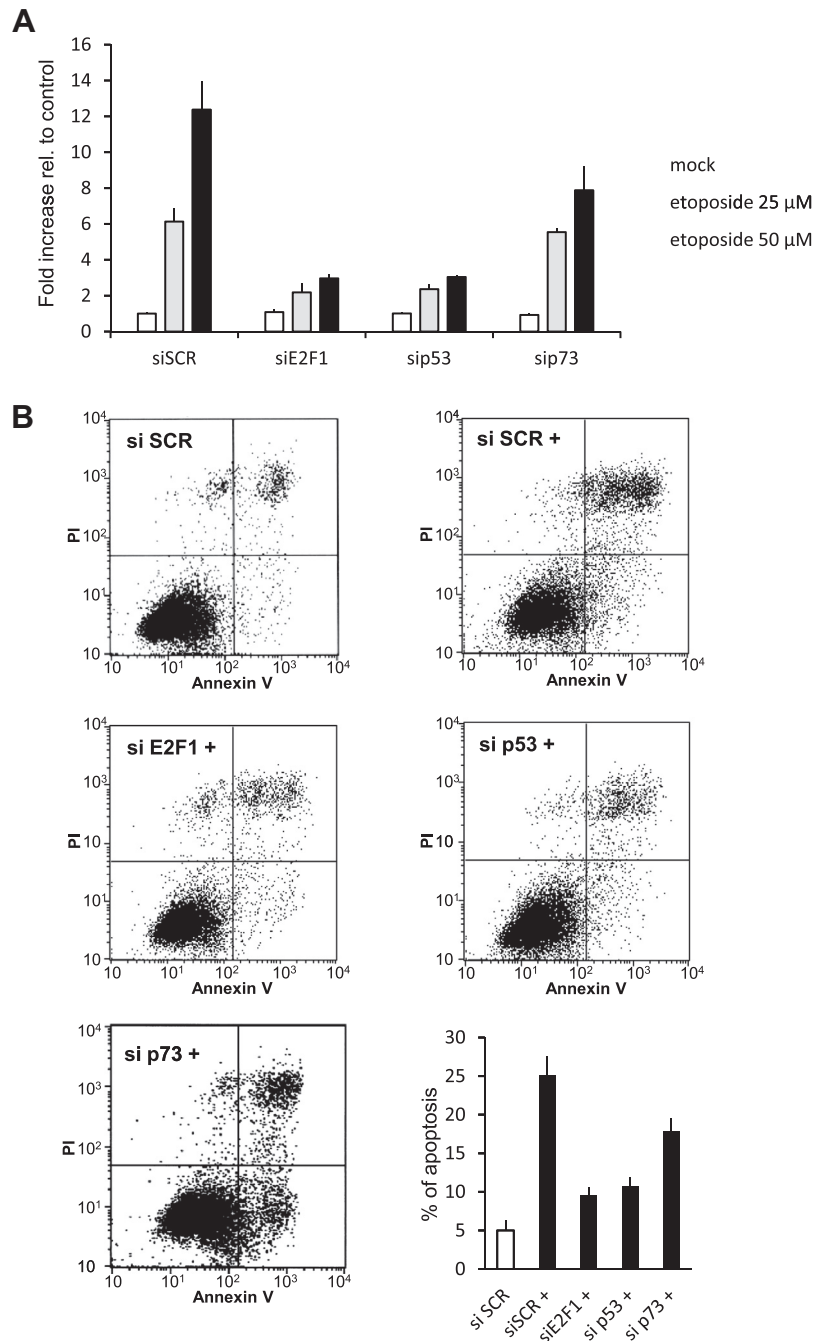 A
Fold increase rel. to control
16
14
12
10
8
6
4
2
0
siSCR siE2F1 sip53 sip73
mock
etoposide 25 µM
etoposide 50 µM
B
si SCR
PI
10⁴
10³
10²
10¹
10
10 10¹ 10² 10³ 10⁴
Annexin V
si SCR +
PI
10⁴
10³
10²
10¹
10
10 10¹ 10² 10³ 10⁴
Annexin V
si E2F1 +
PI
10⁴
10³
10
10¹
10
10 10¹ 10² 10³ 10⁴
Annexin V
si p53 +
PI
10⁴
10³
10
10¹
10
10 10¹ 10² 10³ 10⁴
Annexin V
si p73 +
PI
10⁴
10³
10²
10¹
10
10 10¹ 10² 10³ 10⁴
Annexin V
% of apoptosis
30
25
20
15
10
5
0
si SCR
siSCR +
siE2F1 +
si p53 +
si p73 +